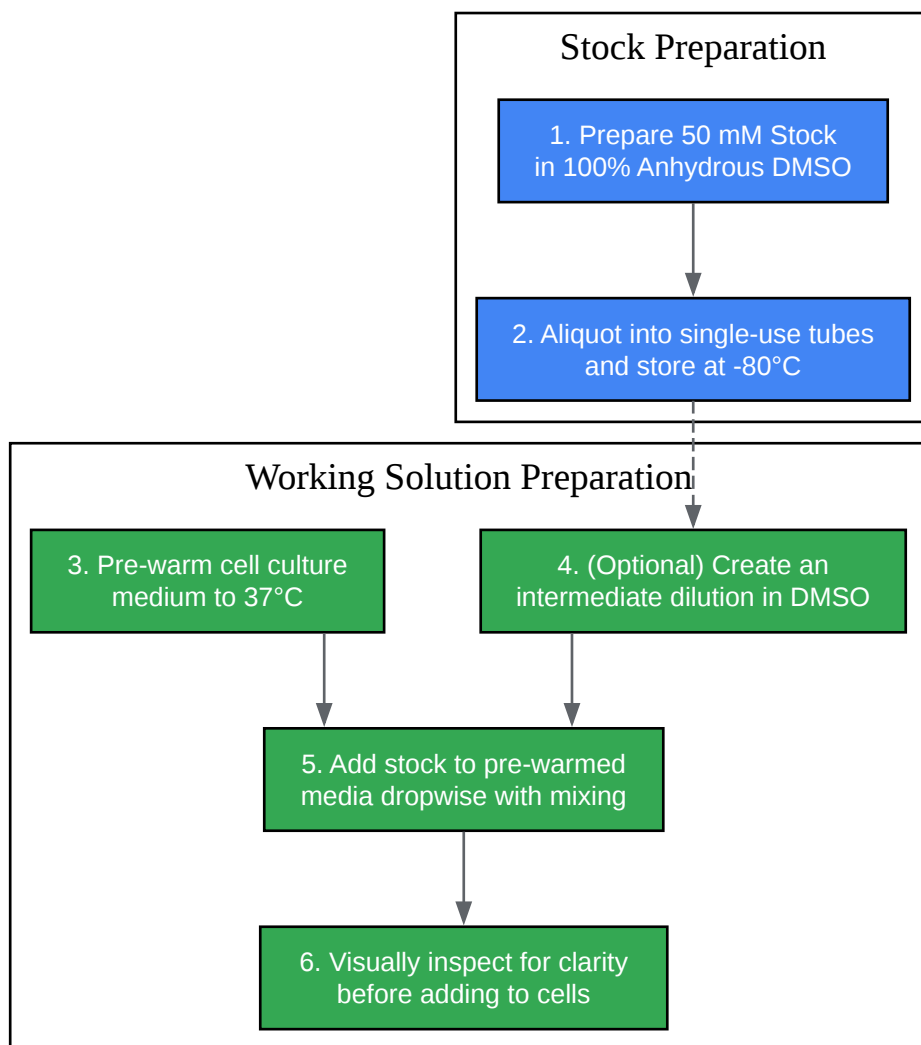 Stock Preparation
1. Prepare 50 mM Stock
in 100% Anhydrous DMSO
2. Aliquot into single-use tubes
and store at -80°C
Working Solution Preparation
3. Pre-warm cell culture
medium to 37°C
4. (Optional) Create an
intermediate dilution in DMSO
5. Add stock to pre-warmed
media dropwise with mixing
6. Visually inspect for clarity
before adding to cells